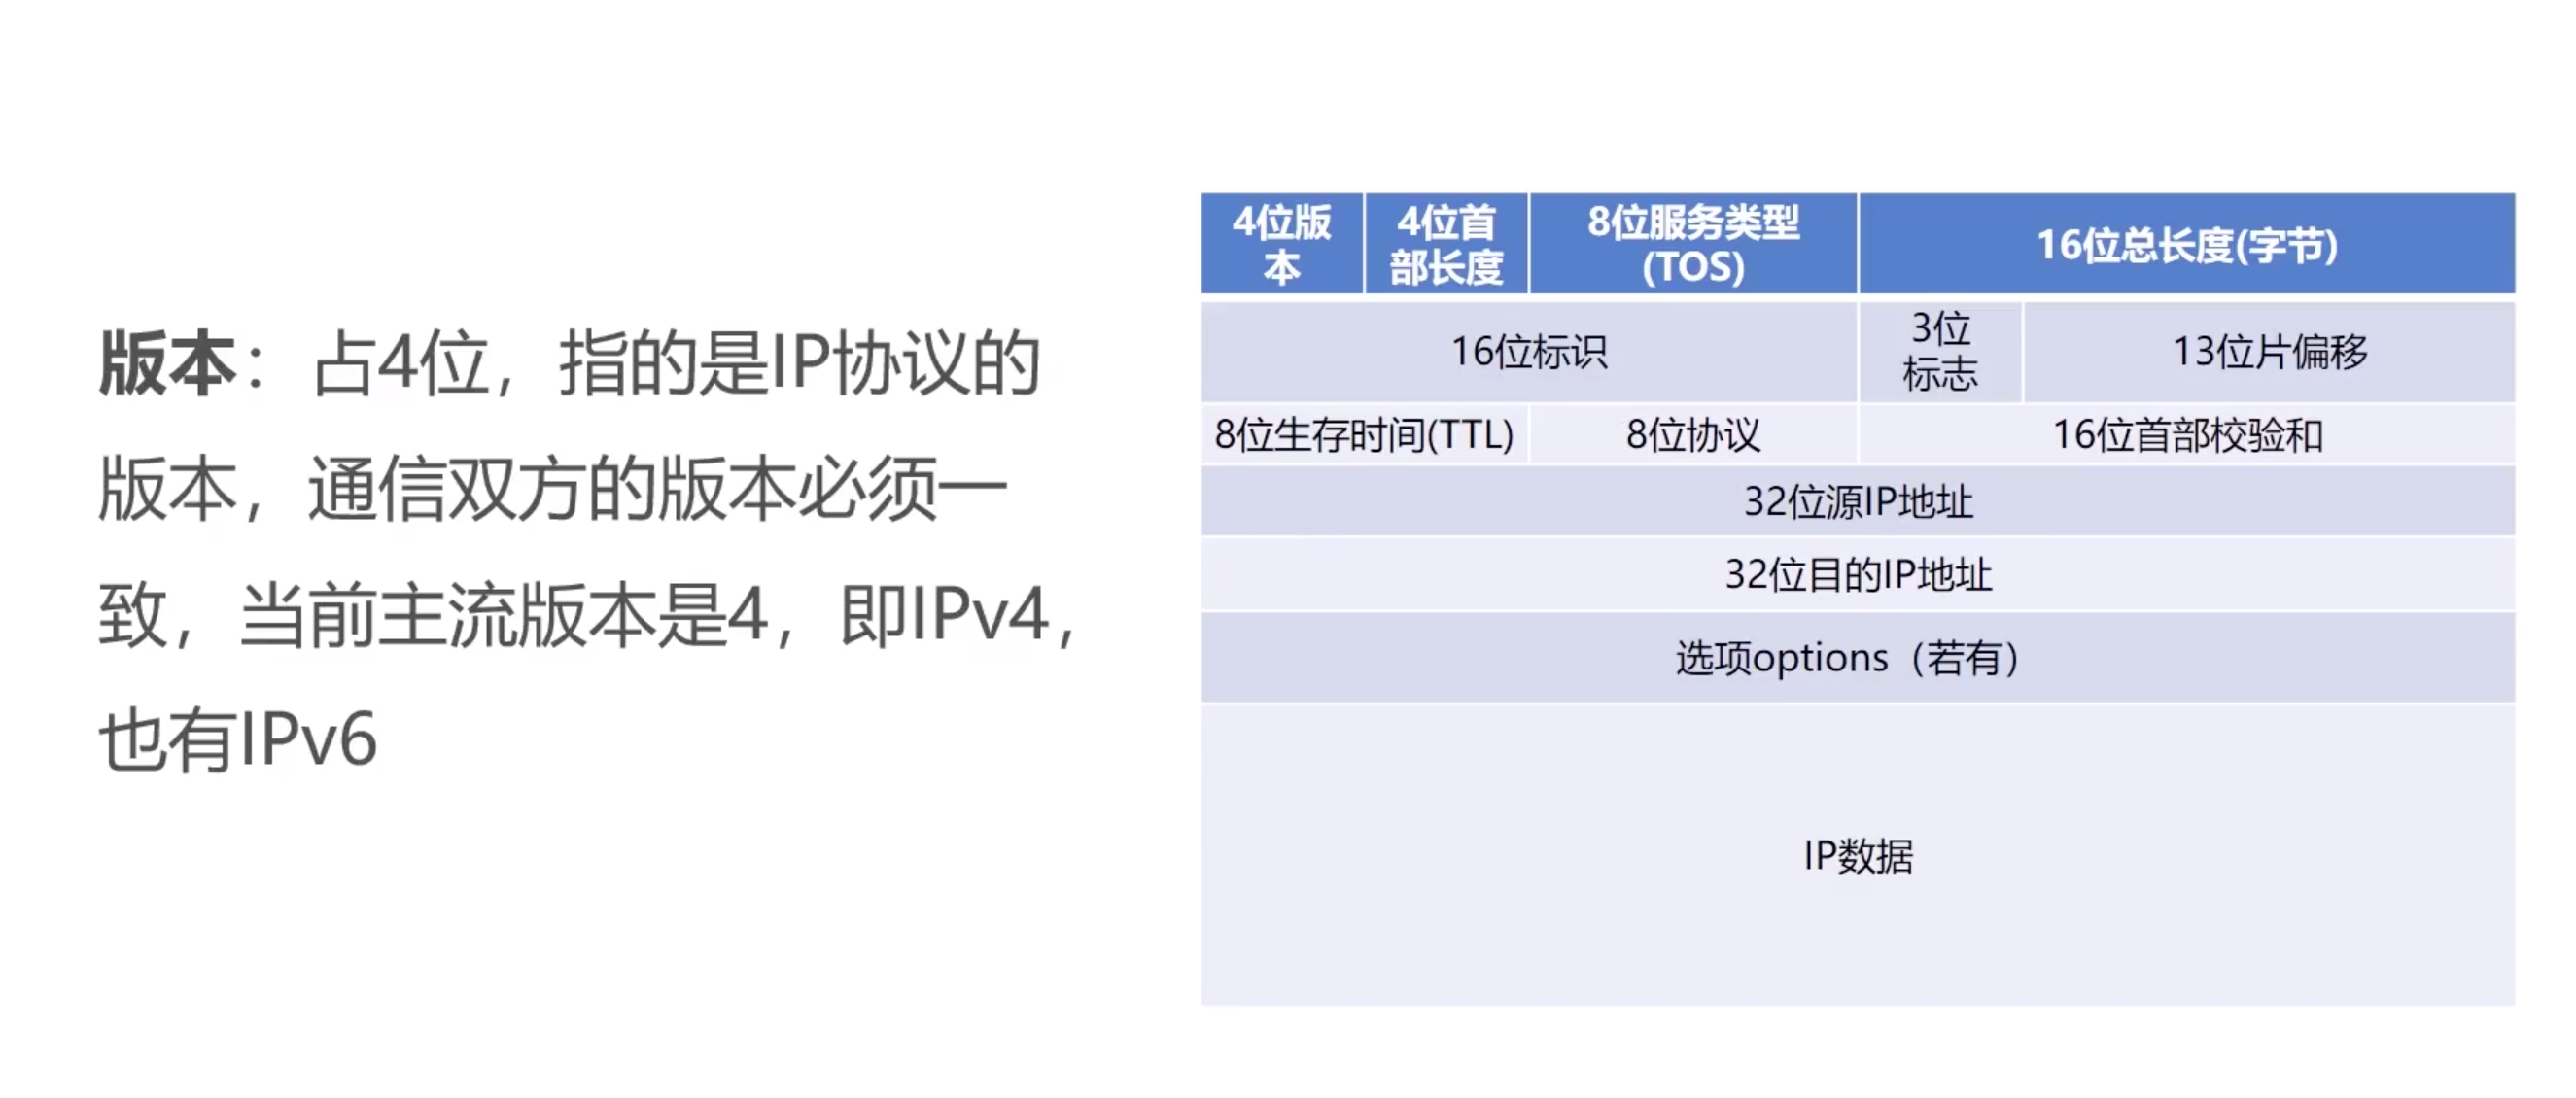 版本：占4位，指的是IP协议的
版本，通信双方的版本必须一
致，当前主流版本是4，即IPv4，
也有IPv6
4位版
本
4位首
部长度
8位服务类型
(TOS)
16位总长度(字节)
16位标识
3位
标志
13位片偏移
8位生存时间(TTL)
8位协议
16位首部校验和
32位源IP地址
32位目的IP地址
选项options（若有）
IP数据